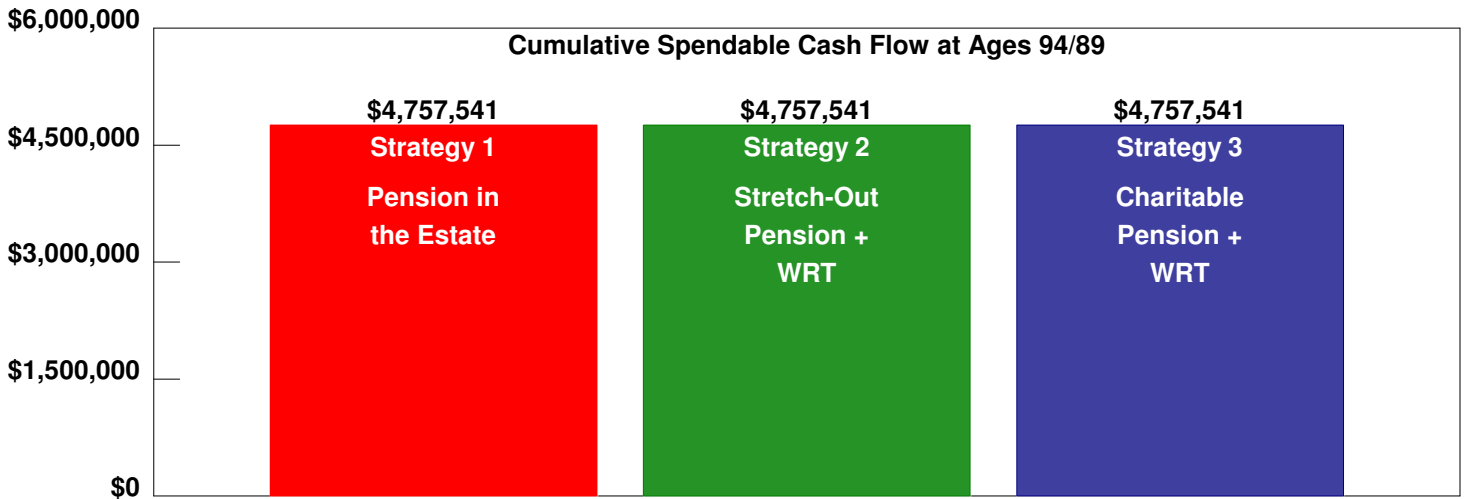 $6,000,000
Cumulative Spendable Cash Flow at Ages 94/89
$4,757,541
$4,757,541
$4,757,541
$4,500,000
Strategy 1
Pension in
the Estate
Strategy 2
Stretch-Out
Pension +
WRT
Strategy 3
Charitable
Pension +
WRT
$3,000,000
$1,500,000
$0